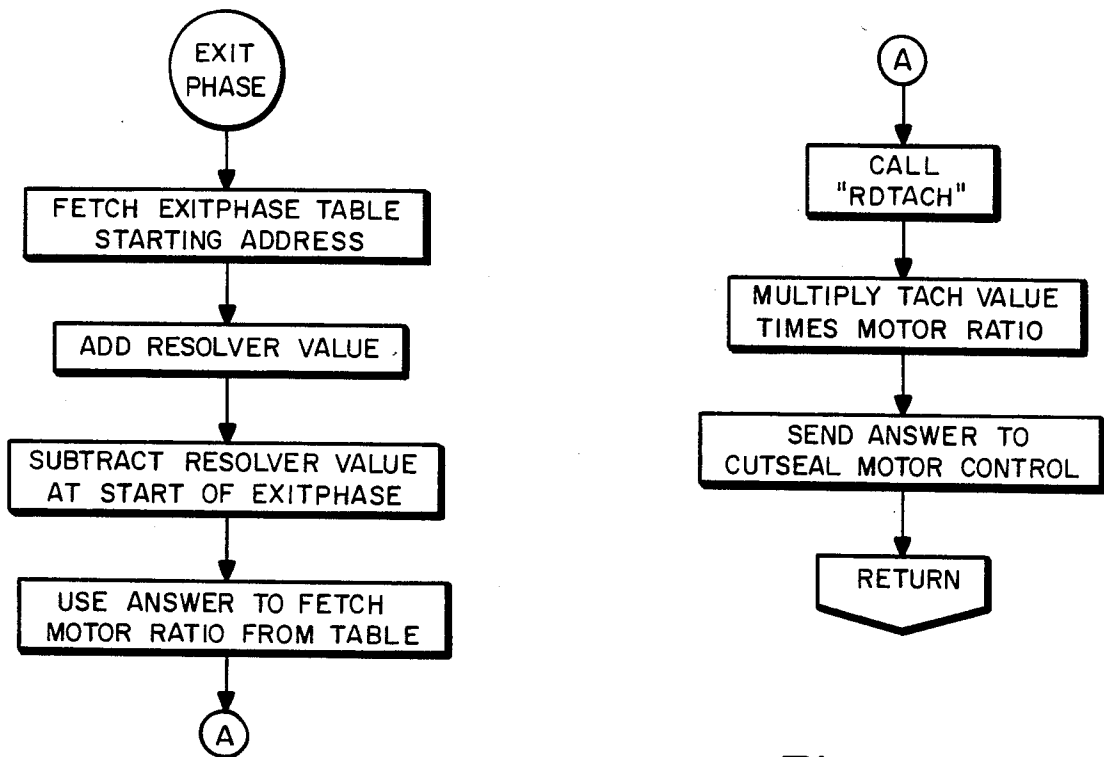 EXIT
PHASE
FETCH EXITPHASE TABLE
STARTING ADDRESS
ADD RESOLVER VALUE
SUBTRACT RESOLVER VALUE
AT START OF EXITPHASE
USE ANSWER TO FETCH
MOTOR RATIO FROM TABLE
A
A
CALL
"RDTACH"
MULTIPLY TACH VALUE
TIMES MOTOR RATIO
SEND ANSWER TO
CUTSEAL MOTOR CONTROL
RETURN